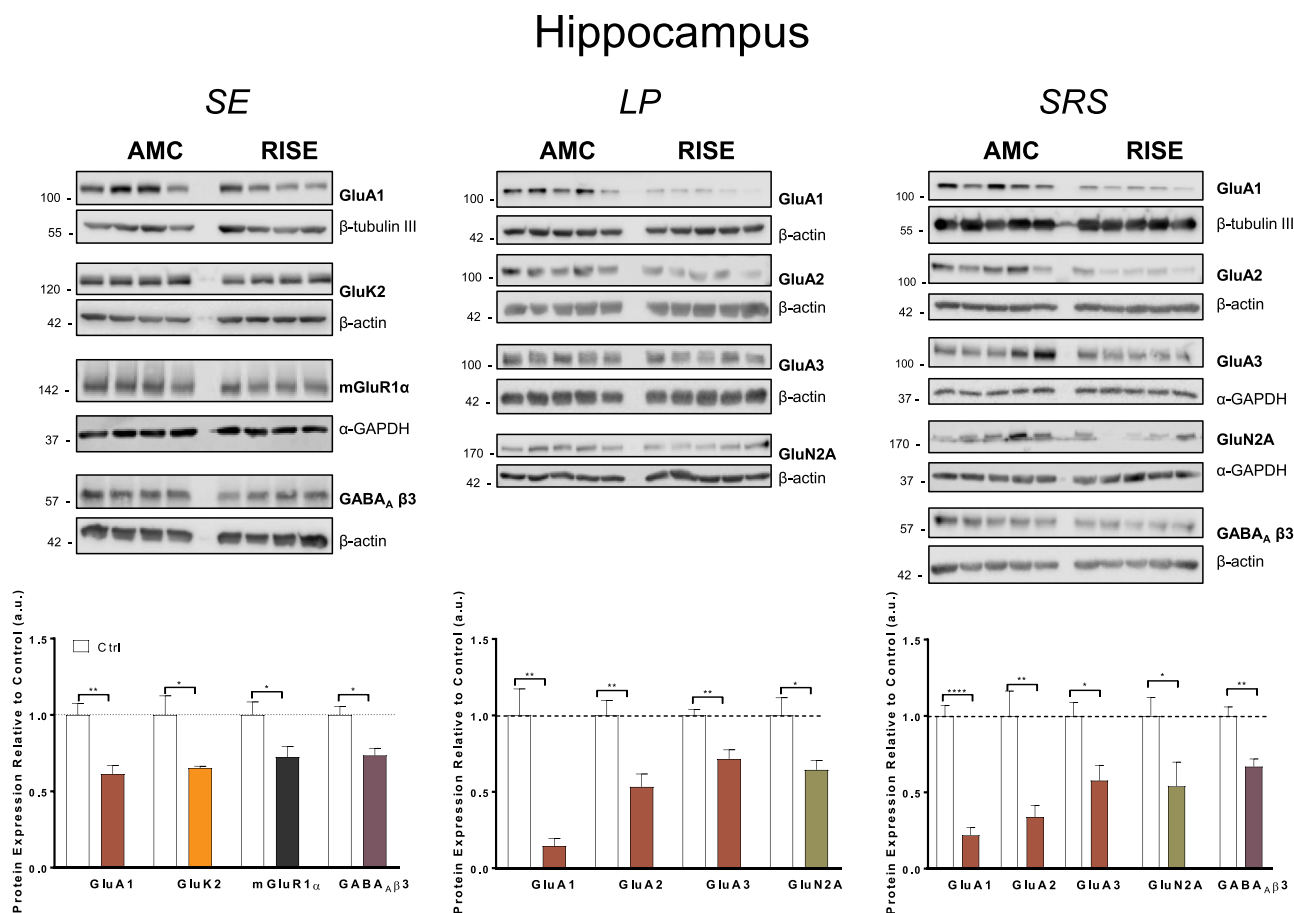 Hippocampus
SE
AMC RISE
100 - GluA1
55 - β-tubulin III
120 - GluK2
42 - β-actin
142 - mGluR1α
37 - α-GAPDH
57 - GABAA β3
42 - β-actin
LP
AMC RISE
100 - GluA1
42 - β-actin
100 - GluA2
42 - β-actin
100 - GluA3
42 - β-actin
170 - GluN2A
42 - β-actin
SRS
AMC RISE
100 - GluA1
55 - β-tubulin III
100 - GluA2
42 - β-actin
100 - GluA3
37 - α-GAPDH
170 - GluN2A
37 - α-GAPDH
57 - GABAA β3
42 - β-actin
Protein Expression Relative to Control (a.u.)
1.5
1.0
0.5
0.0
Ctrl
** * * *
GluA1 GluK2 mGluR1α GABAAβ3
Protein Expression Relative to Control (a.u.)
1.5
1.0
0.5
0.0
** ** ** *
GluA1 GluA2 GluA3 GluN2A
Protein Expression Relative to Control (a.u.)
1.5
1.0
0.5
0.0
**** ** * * **
GluA1 GluA2 GluA3 GluN2A GABAAβ3